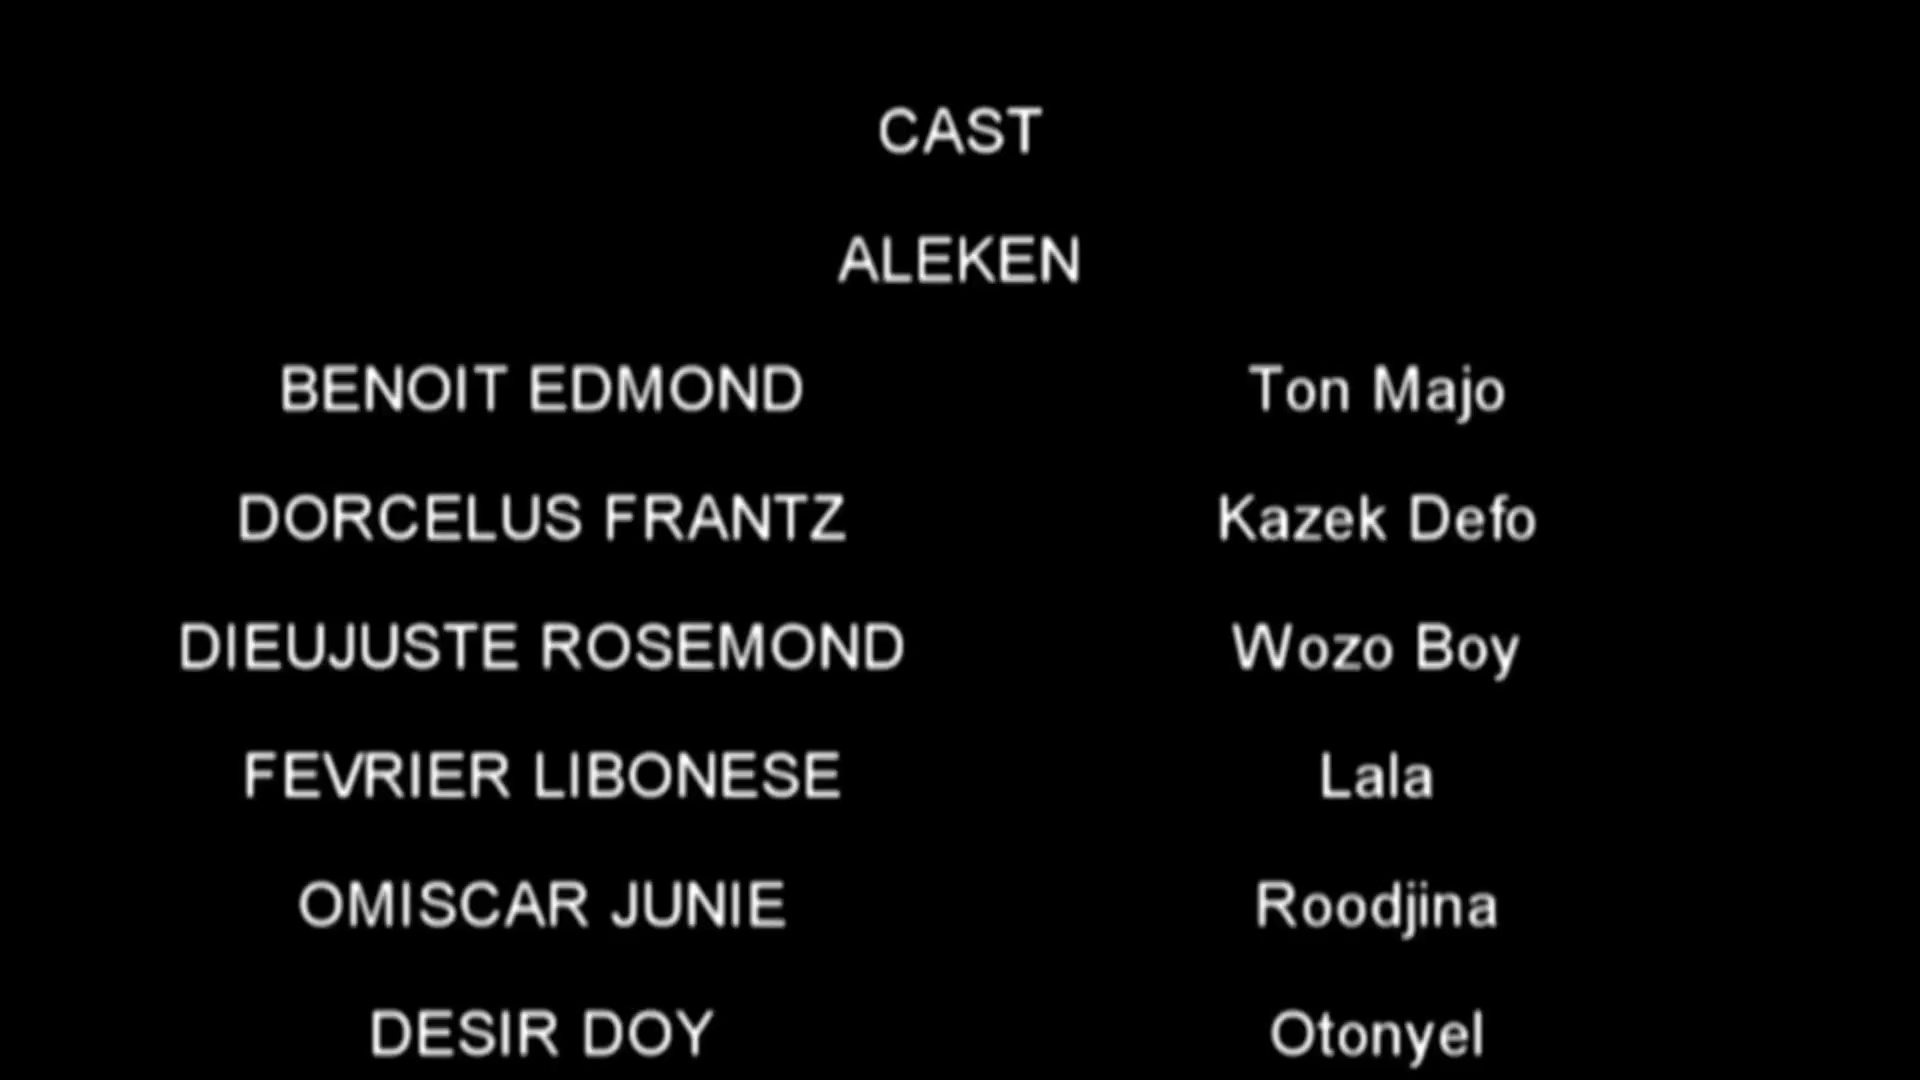 CAST
ALEKEN
BENOIT EDMOND Ton Majo
DORCELUS FRANTZ Kazek Defo
DIEUJUSTE ROSEMOND Wozo Boy
FEVRIER LIBONESE Lala
OMISCAR JUNIE Roodjina
DESIR DOY Otonyel